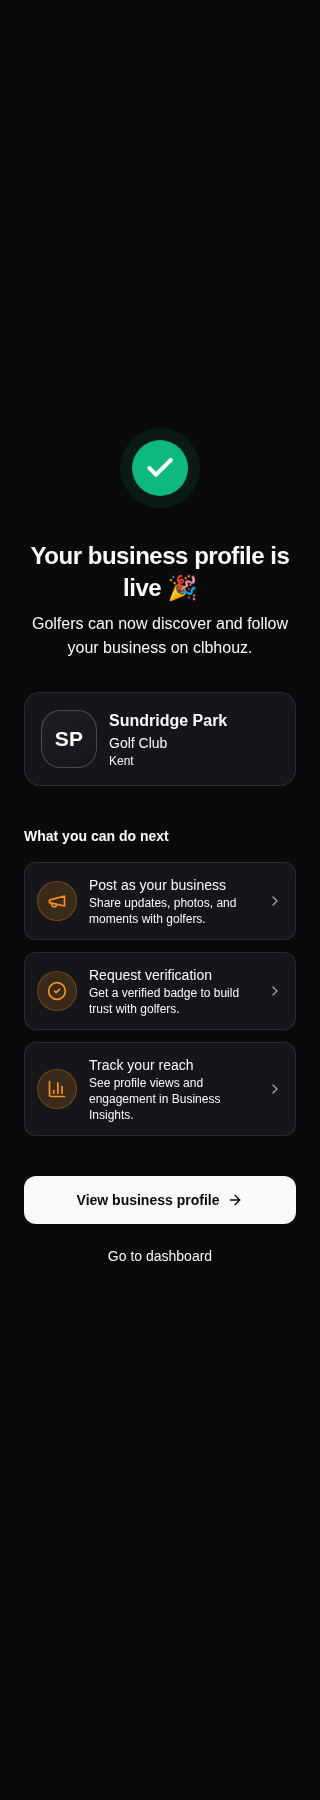 Your business profile is
live 🎉
Golfers can now discover and follow
your business on clbhouz.
SP
Sundridge Park
Golf Club
Kent
What you can do next
Post as your business
Share updates, photos, and
moments with golfers.
Request verification
Get a verified badge to build
trust with golfers.
Track your reach
See profile views and
engagement in Business
Insights.
View business profile →
Go to dashboard